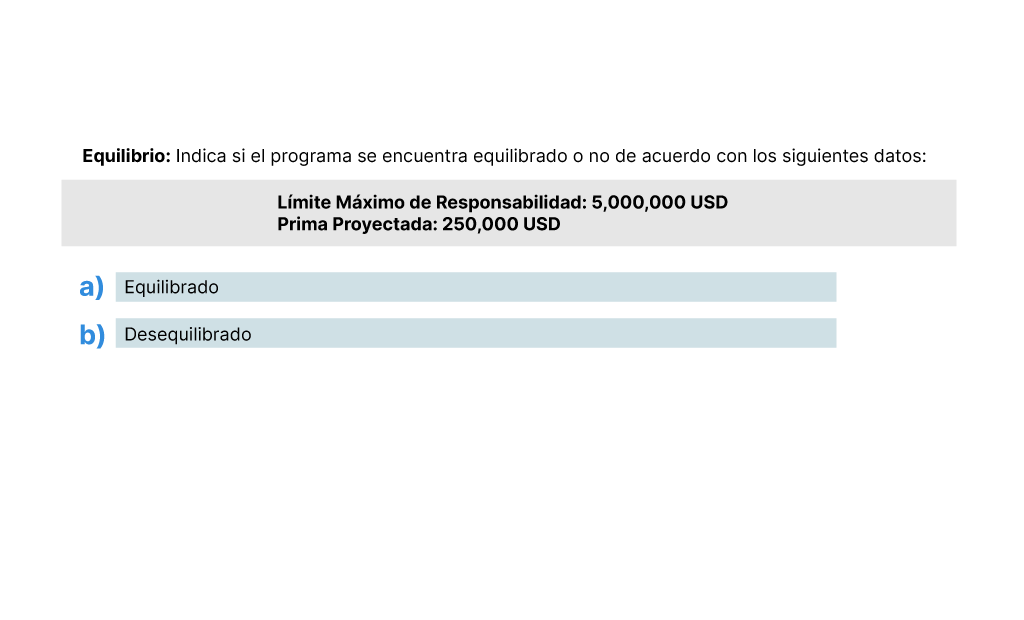 Equilibrio: Indica si el programa se encuentra equilibrado o no de acuerdo con los siguientes datos:
Límite Máximo de Responsabilidad: 5,000,000 USD
Prima Proyectada: 250,000 USD
a) Equilibrado
b) Desequilibrado